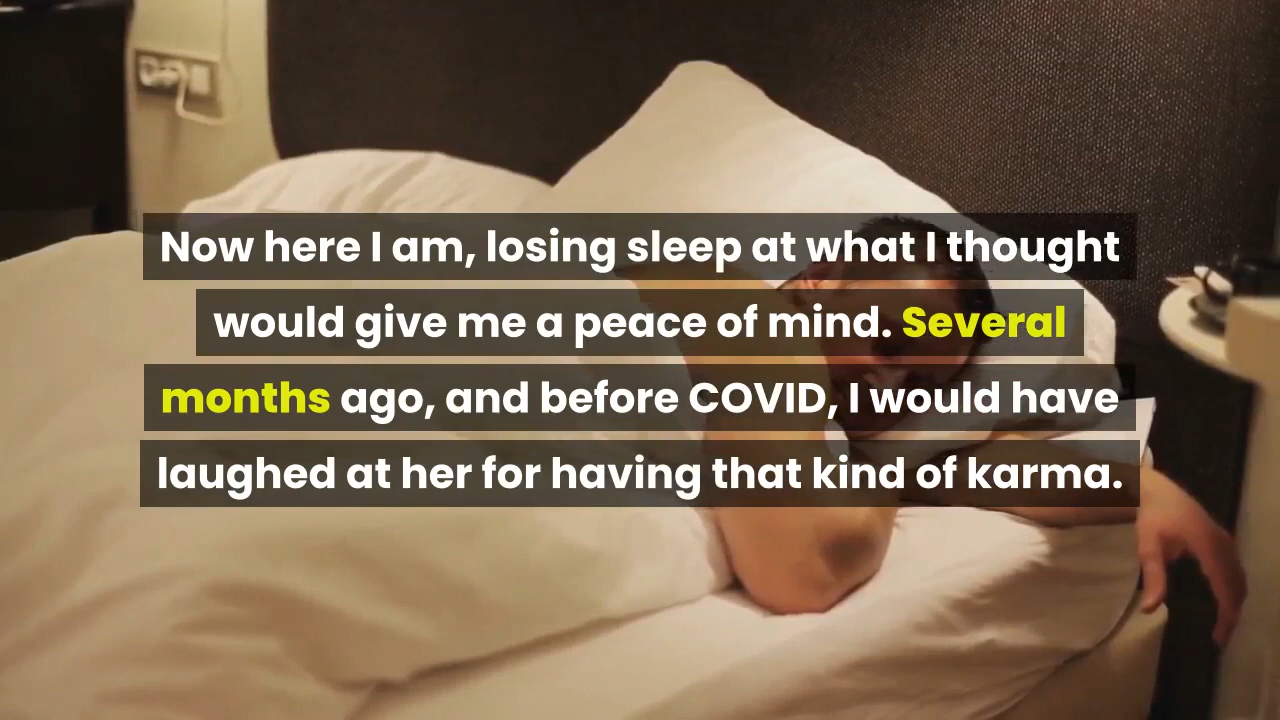 Now here I am, losing sleep at what I thought
would give me a peace of mind. Several
months ago, and before COVID, I would have
laughed at her for having that kind of karma.